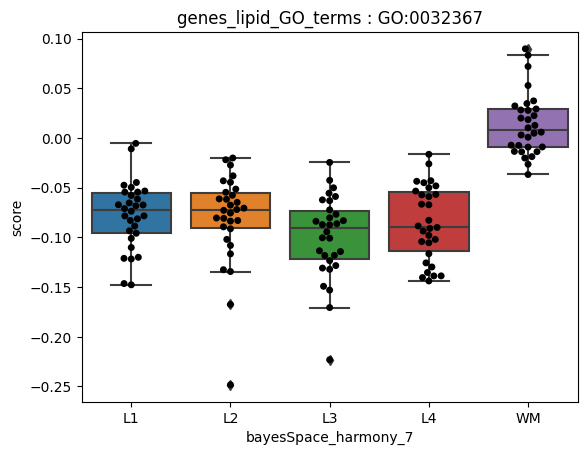 genes_lipid_GO_terms : GO:0032367
0.10
0.05
0.00
−0.05
−0.10
−0.15
−0.20
−0.25
score
L1 L2 L3 L4 WM
bayesSpace_harmony_7